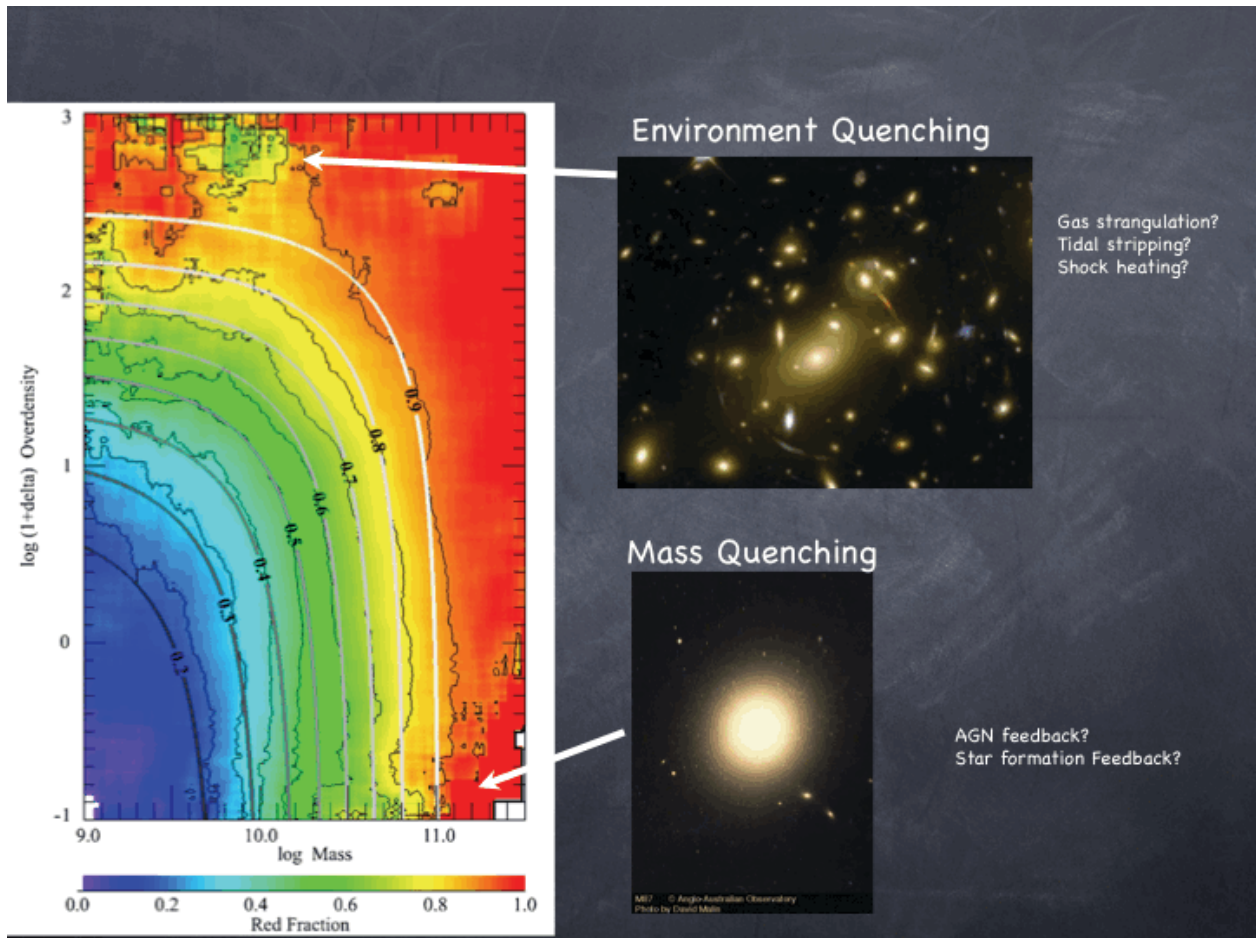 Environment Quenching
Gas strangulation?
Tidal stripping?
Shock heating?
3
2
1
0
-1
log (1+delta) Overdensity
0.9
0.8
0.7
0.6
0.5
0.4
0.3
0.2
9.0 10.0 11.0
log Mass
0.0 0.2 0.4 0.6 0.8 1.0
Red Fraction
Mass Quenching
AGN feedback?
Star formation Feedback?
M87 © Anglo-Australian Observatory
Photo by David Malin